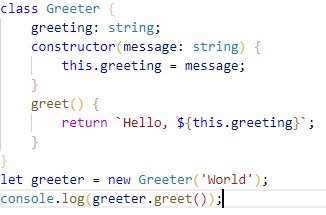 class Greeter {
    greeting: string;
    constructor(message: string) {
        this.greeting = message;
    }
    greet() {
        return `Hello, ${this.greeting}`;
    }
}
let greeter = new Greeter('World');
console.log(greeter.greet());